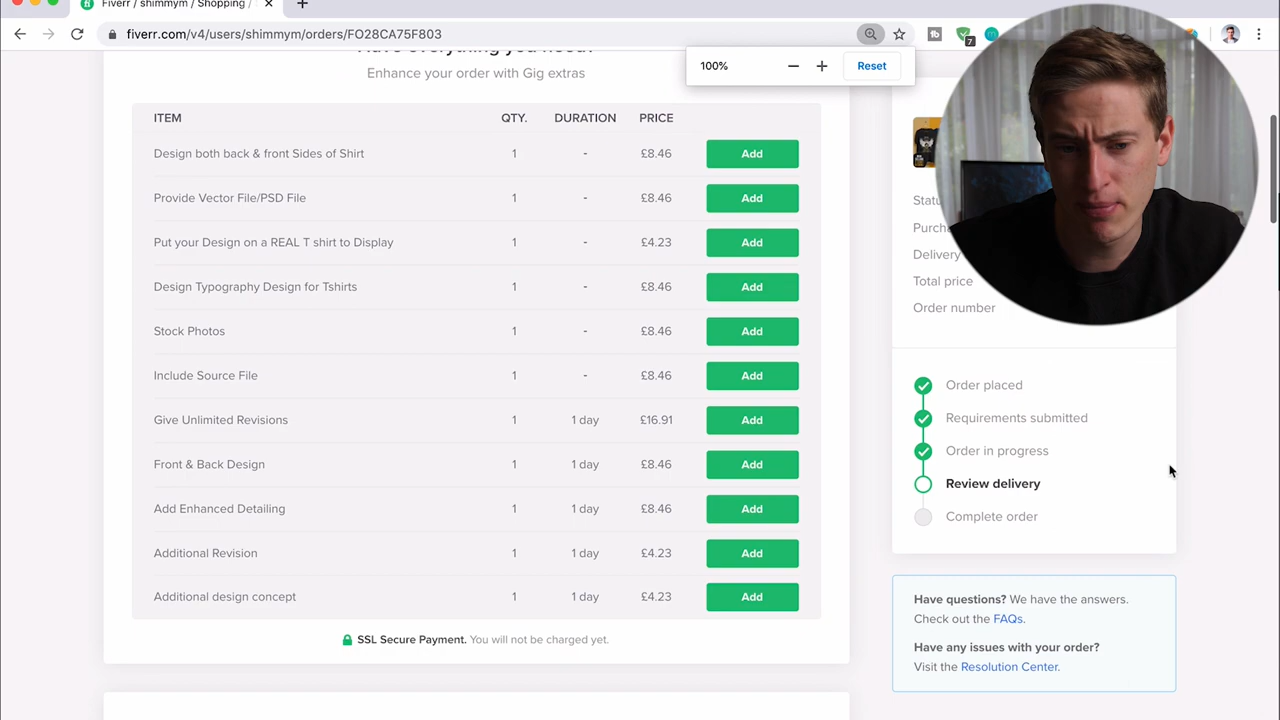 Fiverr / shimmym / Shopping /
fiverr.com/v4/users/shimmym/orders/FO28CA75F803
7
100%
Reset
Enhance your order with Gig extras
ITEM QTY. DURATION PRICE
Design both back & front Sides of Shirt 1 - £8.46 Add
Provide Vector File/PSD File 1 - £8.46 Add
Put your Design on a REAL T shirt to Display 1 - £4.23 Add
Design Typography Design for Tshirts 1 - £8.46 Add
Stock Photos 1 - £8.46 Add
Include Source File 1 - £8.46 Add
Give Unlimited Revisions 1 1 day £16.91 Add
Front & Back Design 1 1 day £8.46 Add
Add Enhanced Detailing 1 1 day £8.46 Add
Additional Revision 1 1 day £4.23 Add
Additional design concept 1 1 day £4.23 Add
SSL Secure Payment. You will not be charged yet.
Delivery
Total price
Order number
Order placed
Requirements submitted
Order in progress
Review delivery
Complete order
Have questions? We have the answers.
Check out the FAQs.
Have any issues with your order?
Visit the Resolution Center.